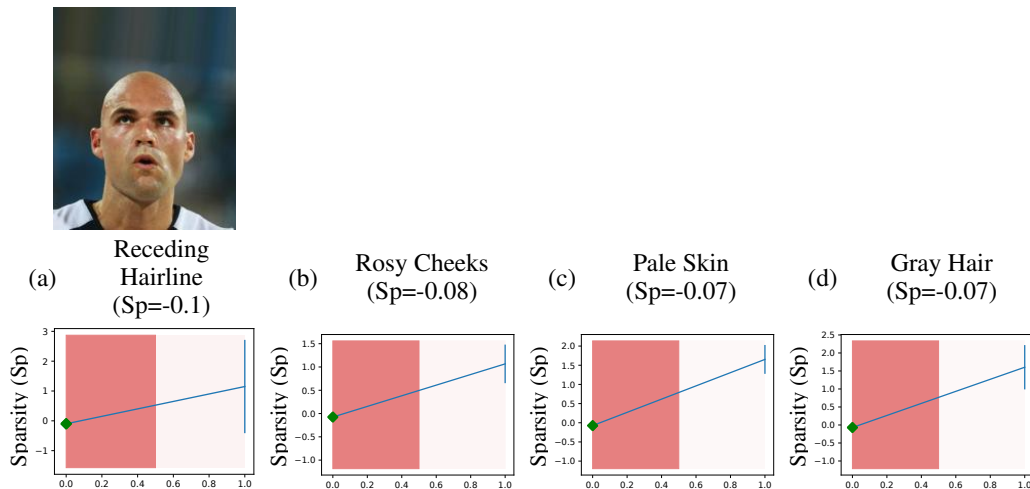 (a) Receding
Hairline
(Sp=-0.1)
(b) Rosy Cheeks
(Sp=-0.08)
(c) Pale Skin
(Sp=-0.07)
(d) Gray Hair
(Sp=-0.07)
Sparsity (Sp)
3
2
1
0
−1
0.0 0.2 0.4 0.6 0.8 1.0
Sparsity (Sp)
1.5
1.0
0.5
0.0
−0.5
−1.0
0.0 0.2 0.4 0.6 0.8 1.0
Sparsity (Sp)
2.0
1.5
1.0
0.5
0.0
−0.5
−1.0
0.0 0.2 0.4 0.6 0.8 1.0
Sparsity (Sp)
2.5
2.0
1.5
1.0
0.5
0.0
−0.5
−1.0
0.0 0.2 0.4 0.6 0.8 1.0